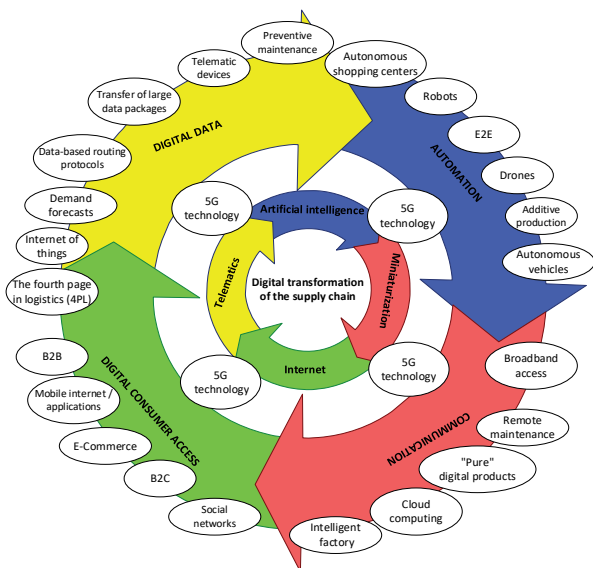 Preventive
maintenance
Autonomous
shopping centers
Telematic
devices
Robots
Transfer of large
data packages
E2E
DIGITAL DATA
AUTOMATION
Data-based routing
protocols
Drones
Demand
forecasts
5G
technology
Artificial intelligence
5G
technology
Additive
production
Internet of
things
Autonomous
vehicles
The fourth page
in logistics (4PL)
Telematics
Digital transformation
of the supply chain
Miniaturization
B2B
5G
technology
Internet
5G
technology
Broadband
access
Mobile internet /
applications
DIGITAL CONSUMER ACCESS
COMMUNICATION
Remote
maintenance
E-Commerce
"Pure"
digital products
B2C
Cloud
computing
Social
networks
Intelligent
factory